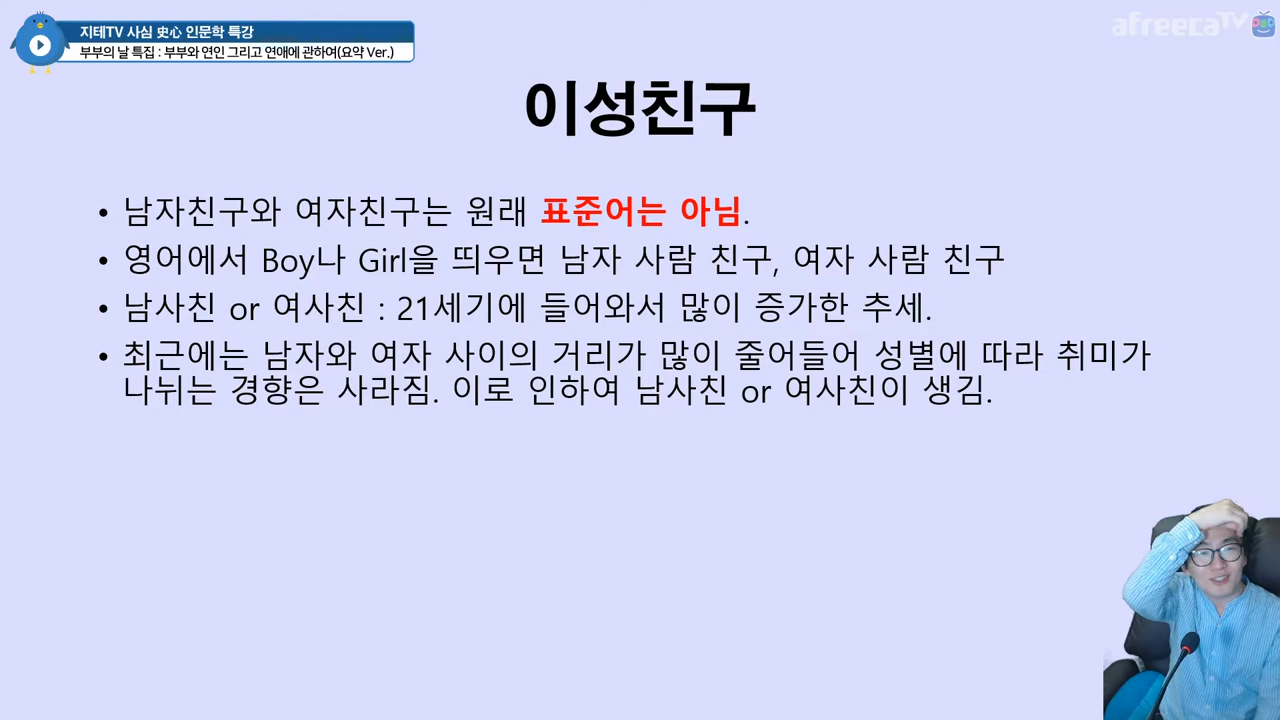 지테TV 사심 史心 인문학 특강
부부의 날 특집 : 부부와 연인 그리고 연애에 관하여(요약 Ver.)
afreecaTV
이성친구
• 남자친구와 여자친구는 원래 표준어는 아님.
• 영어에서 Boy나 Girl을 띄우면 남자 사람 친구, 여자 사람 친구
• 남사친 or 여사친 : 21세기에 들어와서 많이 증가한 추세.
• 최근에는 남자와 여자 사이의 거리가 많이 줄어들어 성별에 따라 취미가
나뉘는 경향은 사라짐. 이로 인하여 남사친 or 여사친이 생김.